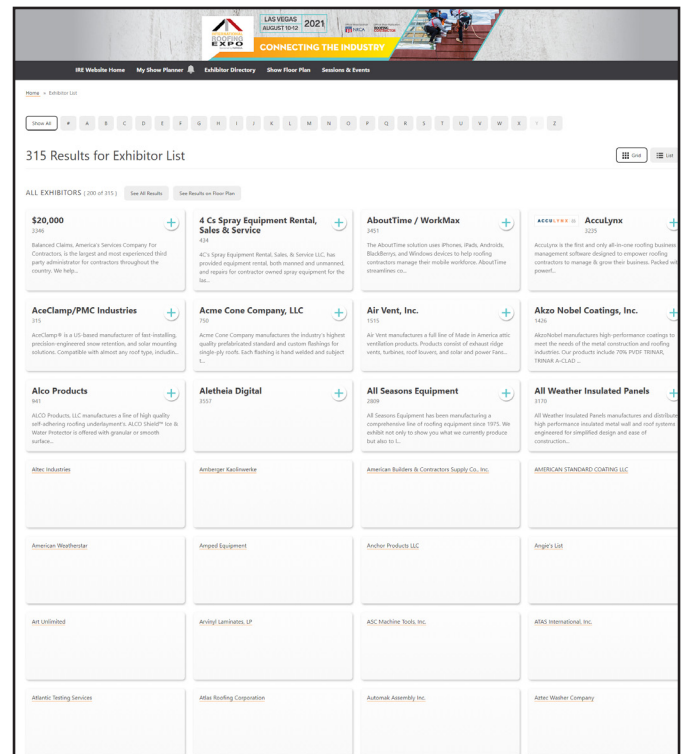 LAS VEGAS
AUGUST 10-12
2021
NRCA
ROOFING
EXPO
CONNECTING THE INDUSTRY
IRE Website Home My Show Planner Exhibitor Directory Show Floor Plan Sessions & Events
Home » Exhibitor List
Show All # A B C D E F G H I J K L M N O P Q R S T U V W X Y Z
315 Results for Exhibitor List
Grid List
ALL EXHIBITORS [ 200 of 315 ] See All Results See Results on Floor Plan
$20,000
3346
Balanced Claims, America's Services Company For
Contractors, is the largest and most experienced third
party administrator for contractors throughout the
country. We help...
4 Cs Spray Equipment Rental,
Sales & Service
434
4C's Spray Equipment Rental, Sales, & Service LLC, has
provided equipment rental, both manned and unmanned,
and repairs for contractor owned spray equipment for the
las...
AboutTime / WorkMax
3451
The AboutTime solution uses iPhones, iPads, Androids,
BlackBerrys, and Windows devices to help roofing
contractors manage their mobile workforce. AboutTime
streamlines co...
ACCULYNX
AccuLynx
3235
AccuLynx is the first and only all-in-one roofing business
management software designed to empower roofing
contractors to manage & grow their business. Packed wit
powerf...
AceClamp/PMC Industries
315
AceClamp® is a US-based manufacturer of fast-installing,
precision-engineered snow retention, and solar mounting
solutions. Compatible with almost any roof type, includin...
Acme Cone Company, LLC
750
Acme Cone Company manufactures the industry's highest
quality prefabricated standard and custom flashings for
single-ply roofs. Each flashing is hand welded and subject
t...
Air Vent, Inc.
1515
Air Vent manufactures a full line of Made in America attic
ventilation products. Products consist of exhaust ridge
vents, turbines, roof louvers, and solar and power Fans...
Akzo Nobel Coatings, Inc.
1426
AkzoNobel manufactures high-performance coatings to
meet the needs of the metal construction and roofing
industries. Our products include 70% PVDF TRINAR,
TRINAR A-CLAD ...
Alco Products
941
ALCO Products, LLC manufactures a line of high quality
self-adhering roofing underlayment's. ALCO Shield™ Ice &
Water Protector is offered with granular or smooth
surface...
Aletheia Digital
3557
All Seasons Equipment
2809
All Seasons Equipment has been manufacturing a
comprehensive line of roofing equipment since 1975. We
exhibit not only to show you what we currently produce
but also to l...
All Weather Insulated Panels
3170
All Weather Insulated Panels manufactures and distribute
high performance insulated metal wall and roof systems
engineered for simplified design and ease of
construction...
Altec Industries
Amberger Kaolinwerke
American Builders & Contractors Supply Co., Inc.
AMERICAN STANDARD COATING LLC
American Weatherstar
Amped Equipment
Anchor Products LLC
Angie's List
Art Unlimited
Arvinyl Laminates, LP
ASC Machine Tools, Inc.
ATAS International, Inc.
Atlantic Testing Services
Atlas Roofing Corporation
Automak Assembly Inc.
Aztec Washer Company